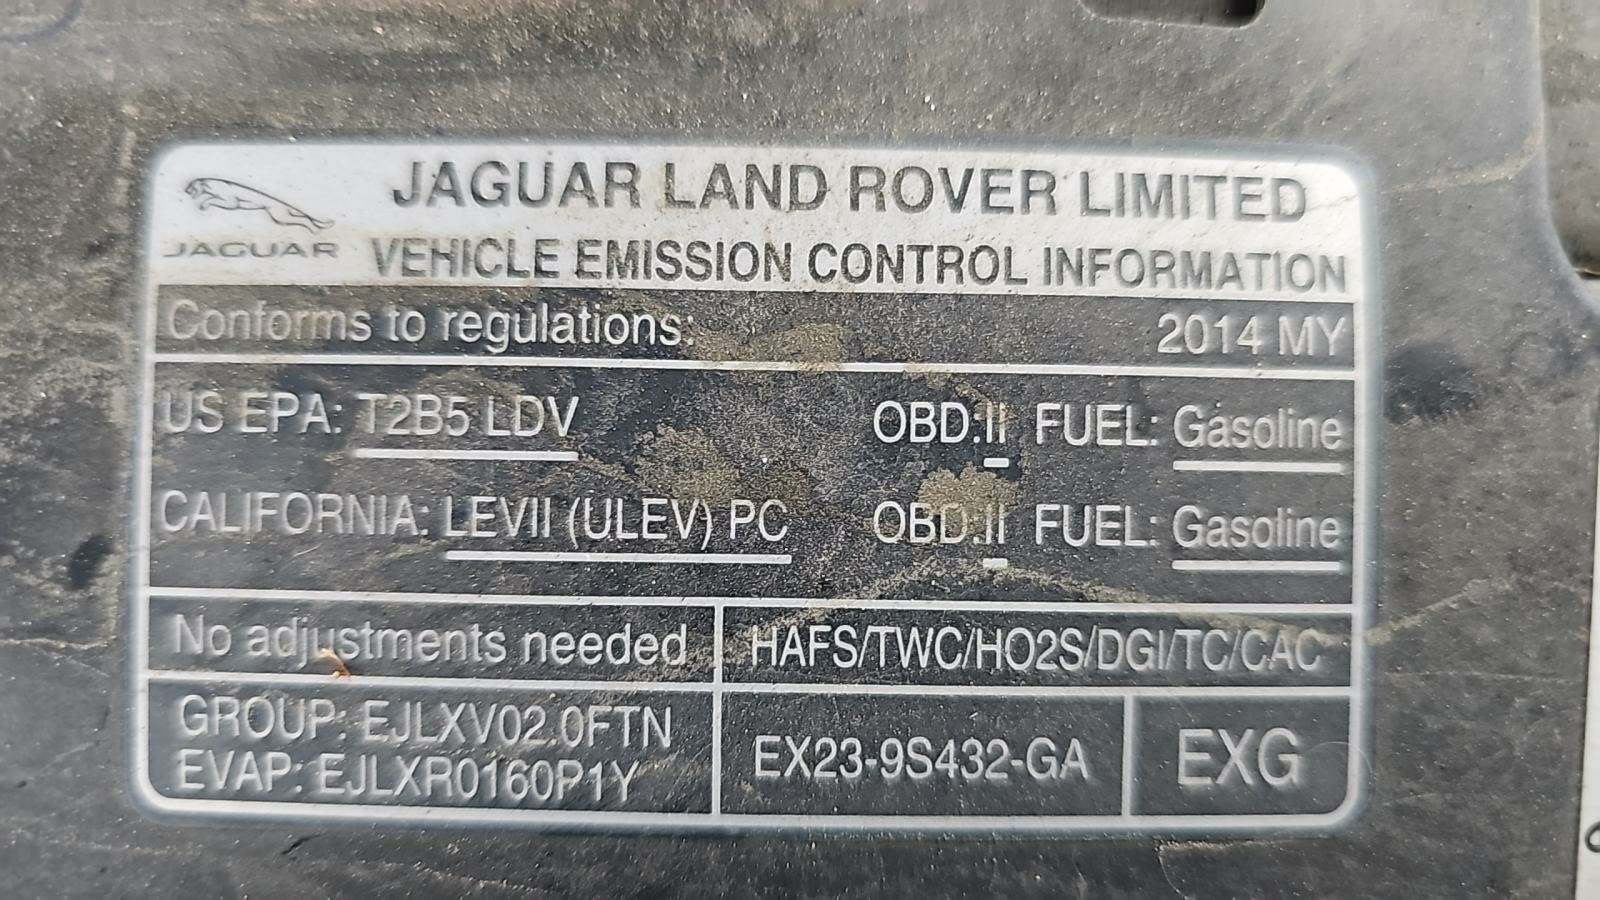 JAGUAR LAND ROVER LIMITED
JAGUAR
VEHICLE EMISSION CONTROL INFORMATION
Conforms to regulations: 2014 MY
US EPA: T2B5 LDV OBD:II FUEL: Gasoline
CALIFORNIA: LEVII (ULEV) PC OBD:II FUEL: Gasoline
No adjustments needed HAFS/TWC/HO2S/DGI/TC/CAC
GROUP: EJLXV02.0FTN
EVAP: EJLXR0160P1Y
EX23-9S432-GA
EXG